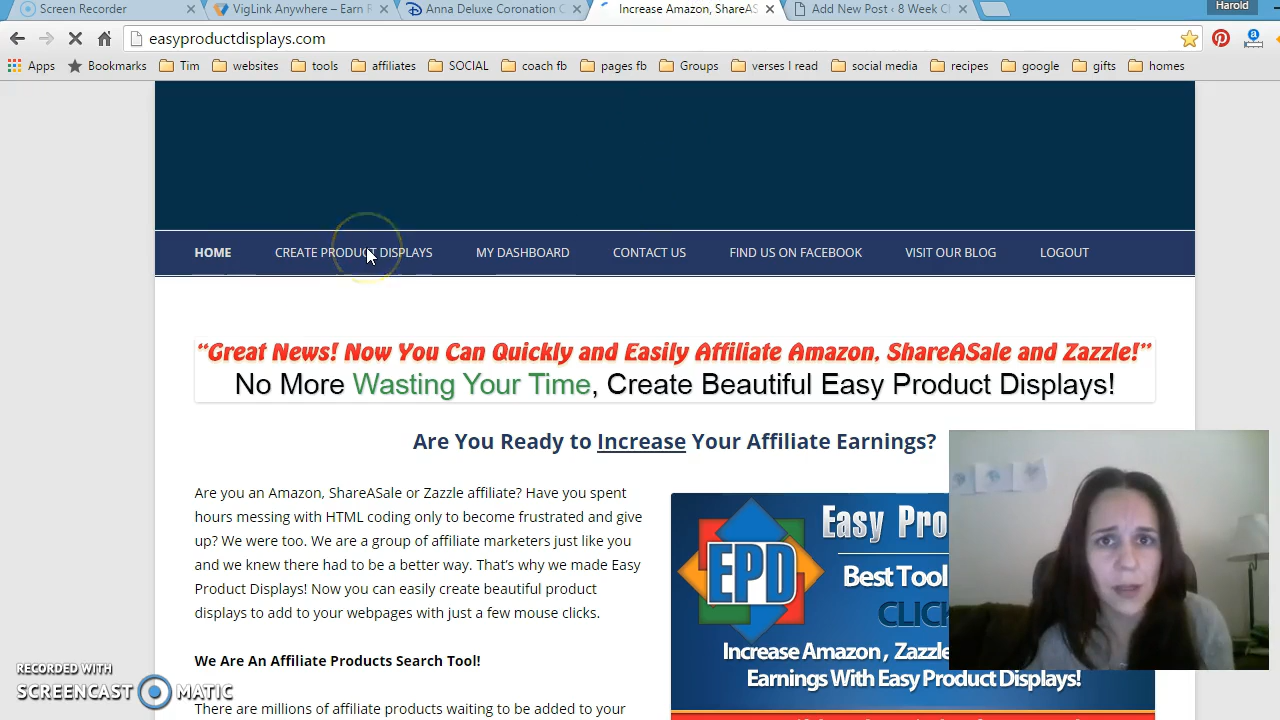 Screen Recorder
VigLink Anywhere – Earn R
Anna Deluxe Coronation C
Increase Amazon, ShareAS
Add New Post ‹ 8 Week Cl
Harold
easyproductdisplays.com
Apps
Bookmarks
Tim
websites
tools
affiliates
SOCIAL
coach fb
pages fb
Groups
verses I read
social media
recipes
google
gifts
homes
HOME
CREATE PRODUCT DISPLAYS
MY DASHBOARD
CONTACT US
FIND US ON FACEBOOK
VISIT OUR BLOG
LOGOUT
“Great News! Now You Can Quickly and Easily Affiliate Amazon, ShareASale and Zazzle!”
No More Wasting Your Time, Create Beautiful Easy Product Displays!
Are You Ready to Increase Your Affiliate Earnings?
Are you an Amazon, ShareASale or Zazzle affiliate? Have you spent
hours messing with HTML coding only to become frustrated and give
up? We were too. We are a group of affiliate marketers just like you
and we knew there had to be a better way. That's why we made Easy
Product Displays! Now you can easily create beautiful product
displays to add to your webpages with just a few mouse clicks.
We Are An Affiliate Products Search Tool!
There are millions of affiliate products waiting to be added to your
EPD
Easy Pro
Best Tool
CLIC
Increase Amazon, Zazzle
Earnings With Easy Product Displays!
RECORDED WITH
SCREENCAST MATIC